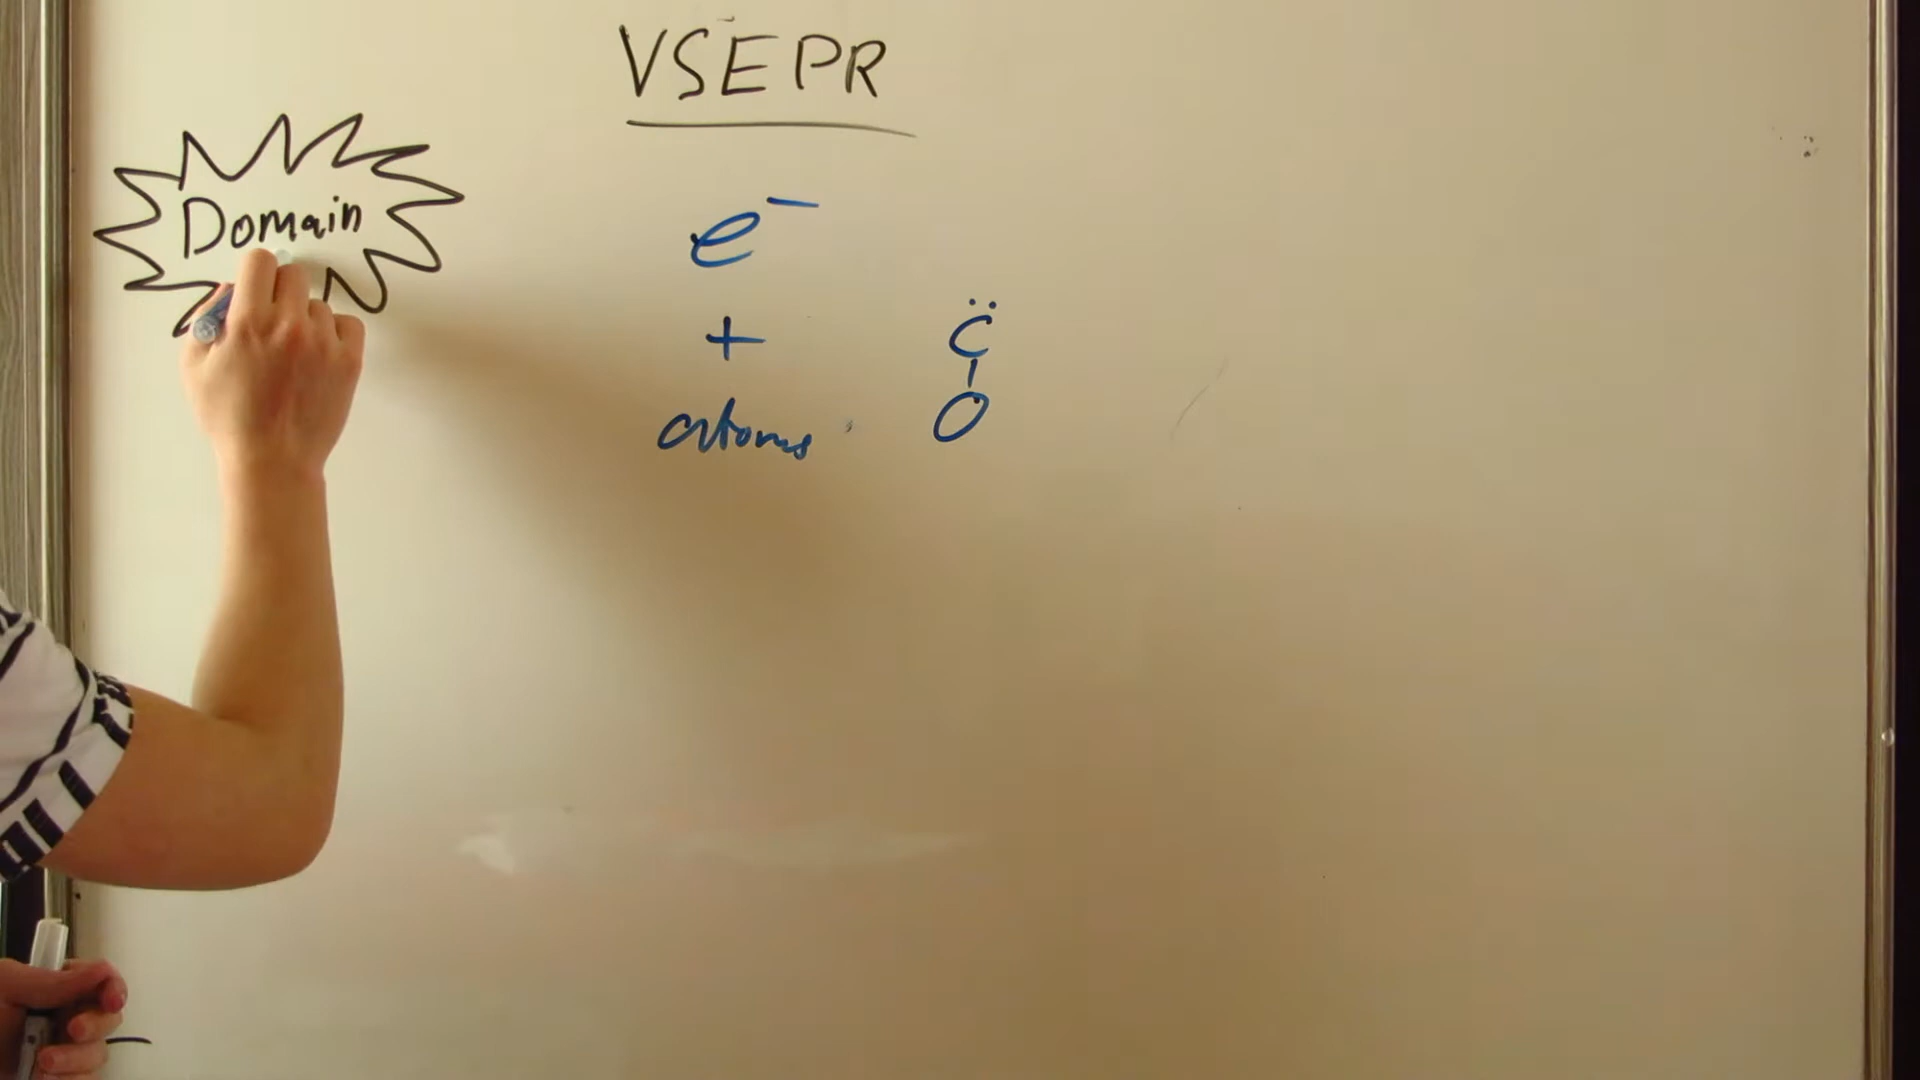 VSEPR
Domain
e⁻
+
atoms
C̈
O